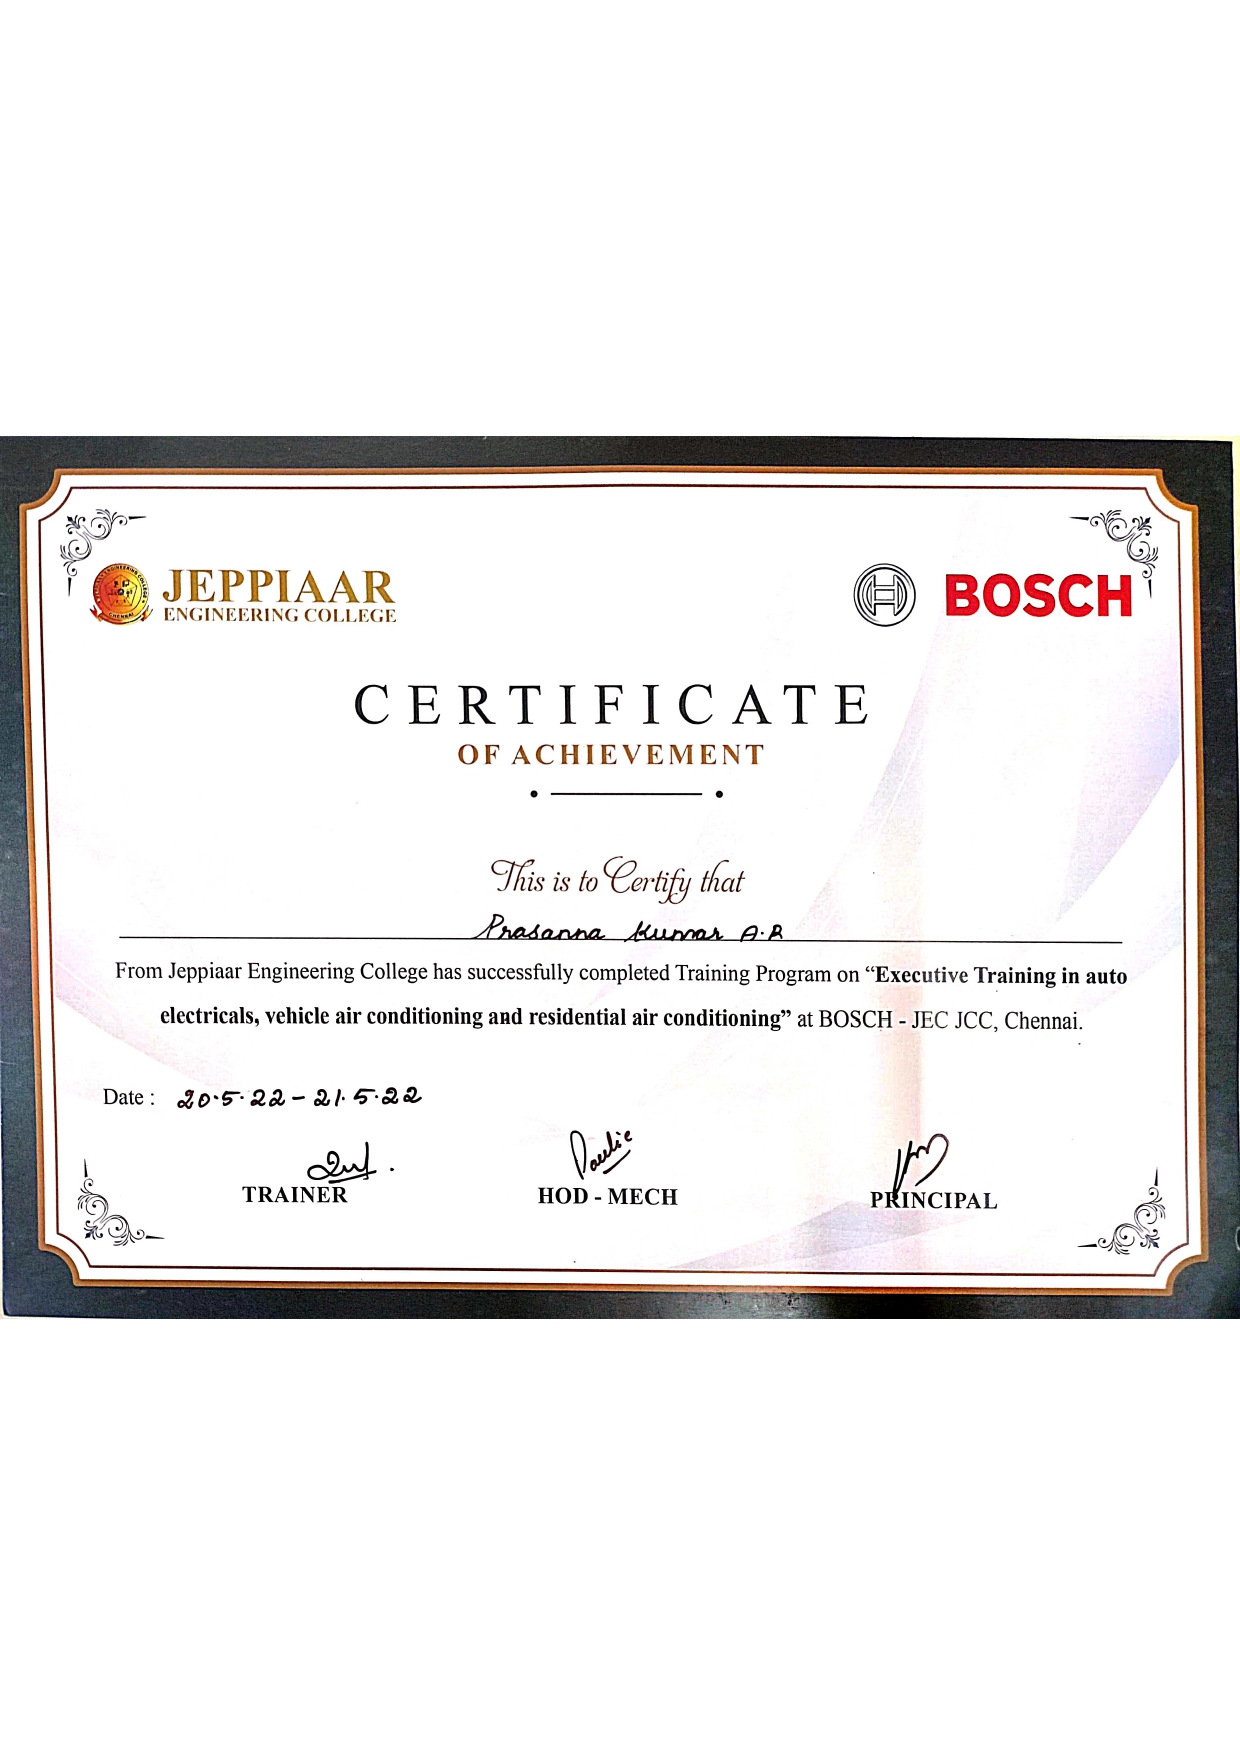 JEPPIAAR
ENGINEERING COLLEGE
BOSCH
CERTIFICATE
OF ACHIEVEMENT
This is to Certify that
Prasanna Kumar A.R
From Jeppiaar Engineering College has successfully completed Training Program on “Executive Training in auto
electricals, vehicle air conditioning and residential air conditioning” at BOSCH - JEC JCC, Chennai.
Date : 20.5.22 - 21.5.22
TRAINER
HOD - MECH
PRINCIPAL